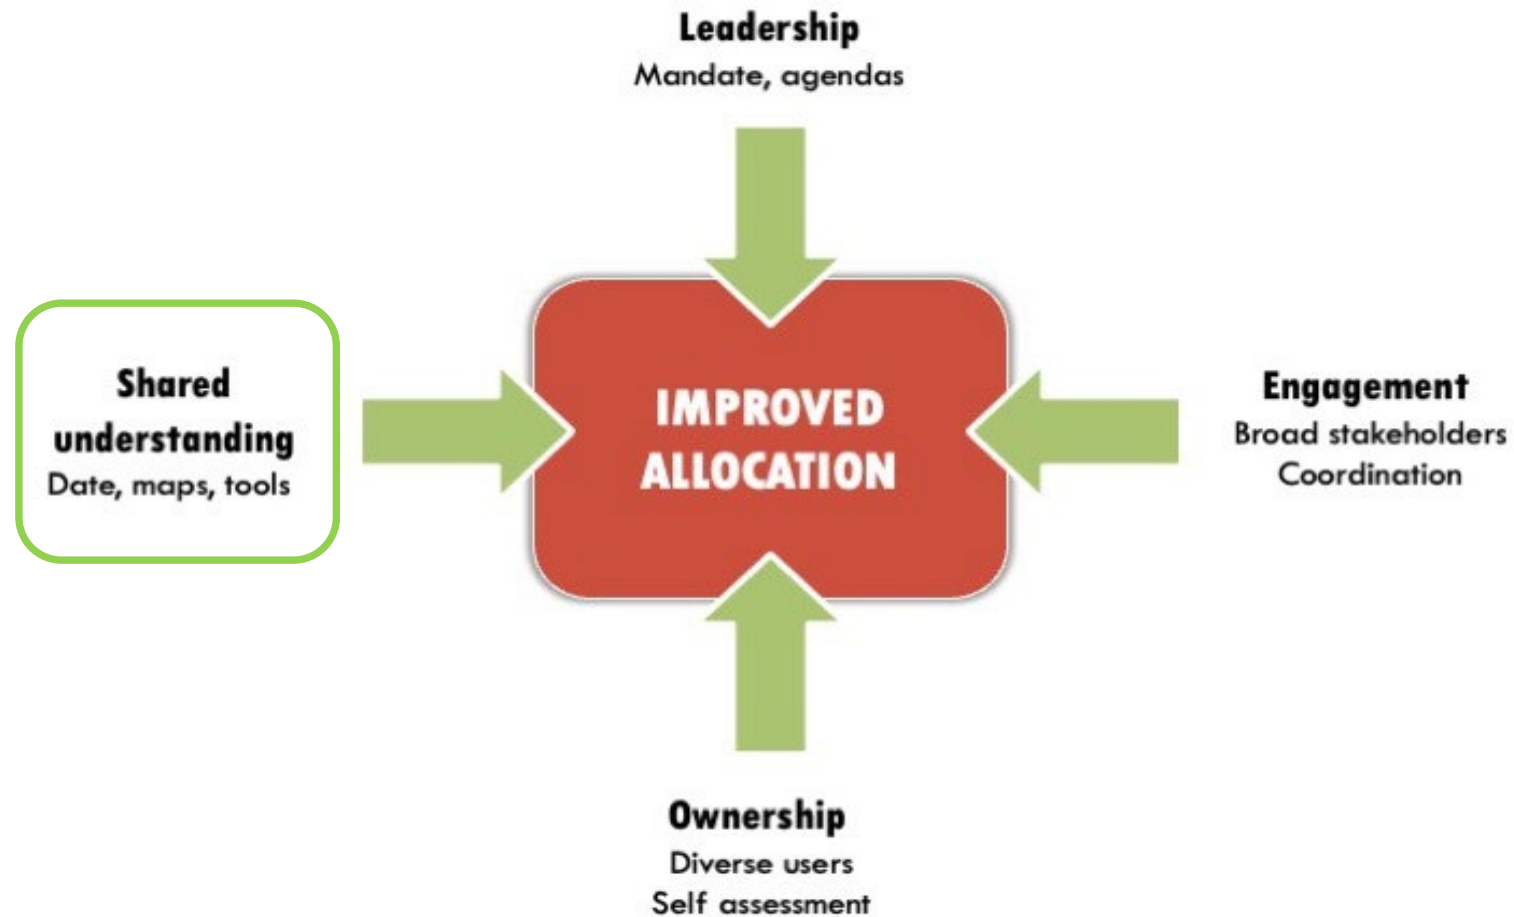 Leadership
Mandate, agendas
Shared
understanding
Date, maps, tools
IMPROVED
ALLOCATION
Engagement
Broad stakeholders
Coordination
Ownership
Diverse users
Self assessment